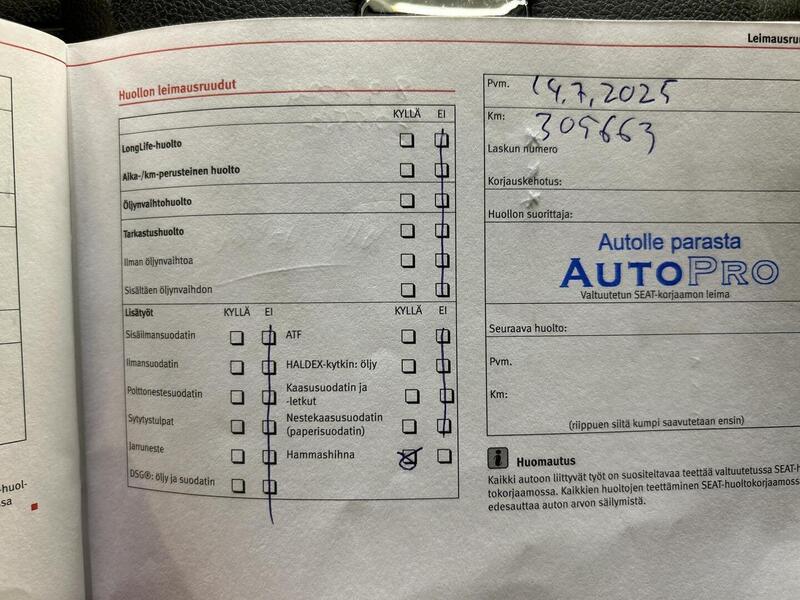 Huollon leimausruudut
KYLLÄ EI
LongLife-huolto
Aika-/km-perusteinen huolto
Öljynvaihtohuolto
Tarkastushuolto
Ilman öljynvaihtoa
Sisältäen öljynvaihdon
Lisätyöt KYLLÄ EI KYLLÄ EI
Sisäilmansuodatin ATF
Ilmansuodatin HALDEX-kytkin: öljy
Polttonestesuodatin Kaasusuodatin ja
-letkut
Sytytystulpat Nestekaasusuodatin
(paperisuodatin)
Jarruneste Hammashihna
DSG®: öljy ja suodatin
-huol-
sa
Leimausru
Pvm. 14.7.2025
Km: 305663
Laskun numero
Korjauskehotus:
Huollon suorittaja:
Autolle parasta
AUTOPRO
Valtuutetun SEAT-korjaamon leima
Seuraava huolto:
Pvm.
Km:
(riippuen siitä kumpi saavutetaan ensin)
i Huomautus
Kaikki autoon liittyvät työt on suositeltavaa teettää valtuutetussa SEAT-h
tokorjaamossa. Kaikkien huoltojen teettäminen SEAT-huoltokorjaamoss
edesauttaa auton arvon säilymistä.